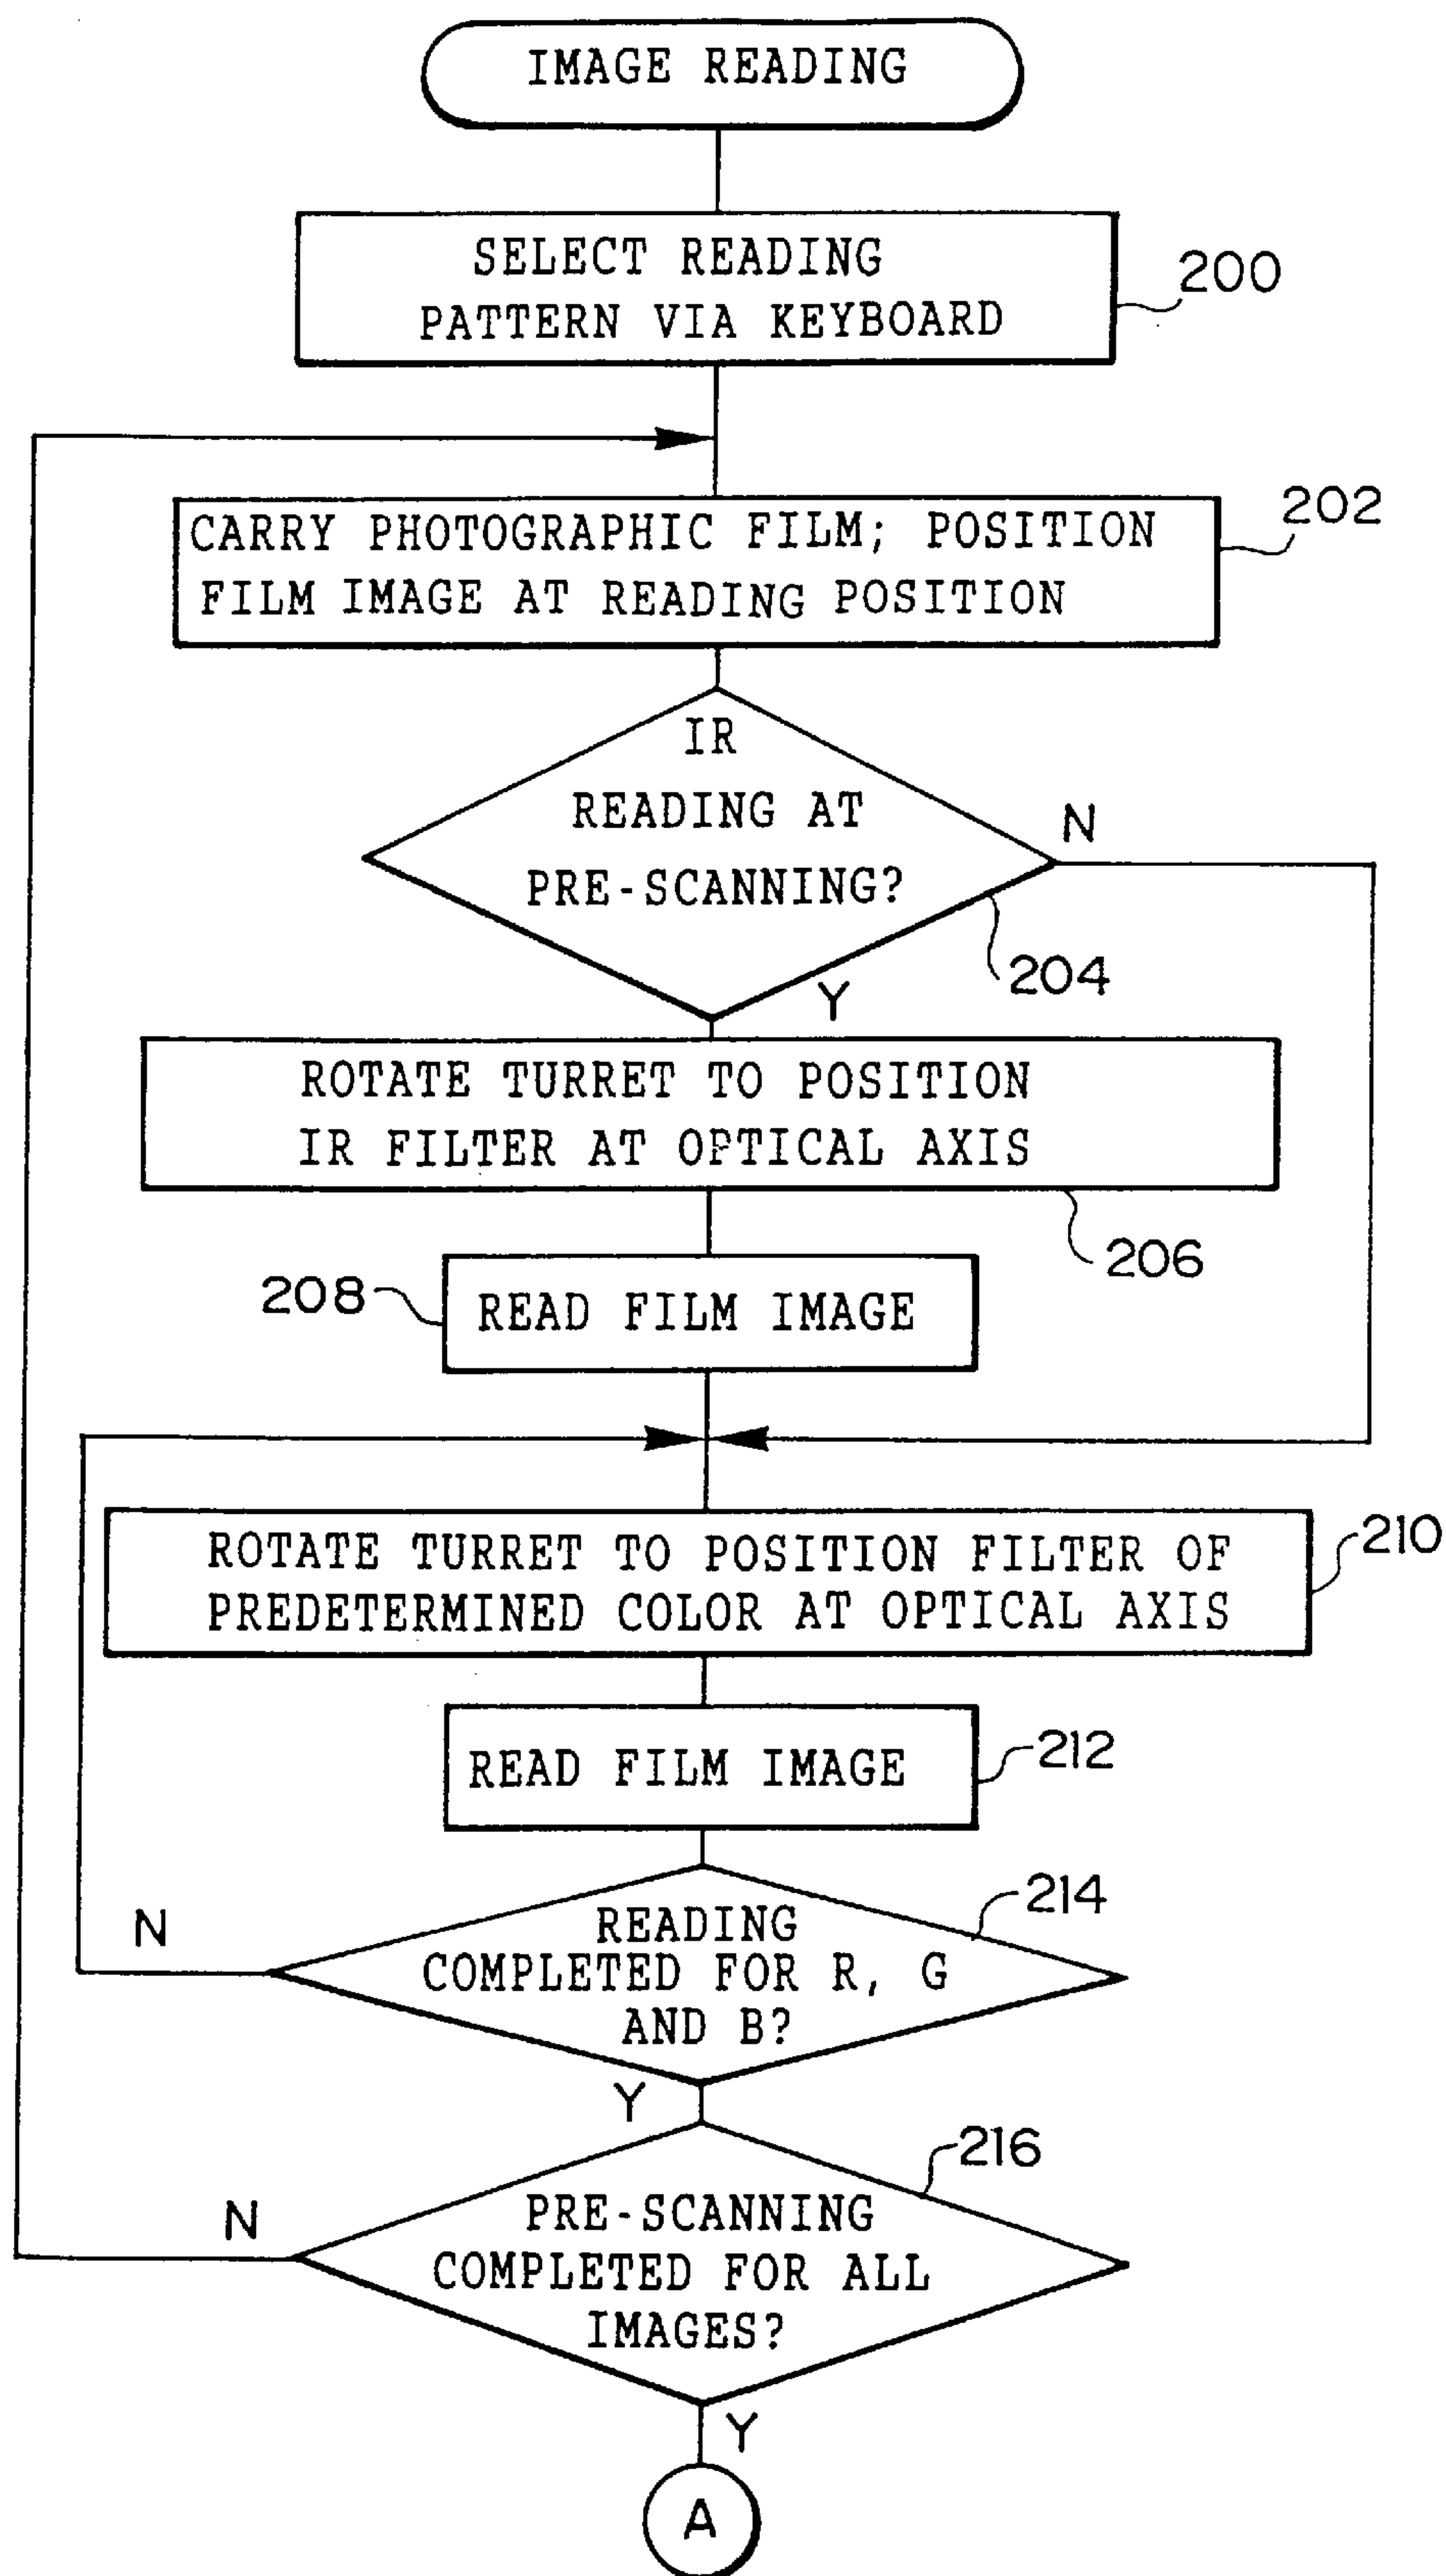 IMAGE READING
SELECT READING
PATTERN VIA KEYBOARD
200
CARRY PHOTOGRAPHIC FILM; POSITION
FILM IMAGE AT READING POSITION
202
IR
READING AT
PRE-SCANNING?
N
204
Y
ROTATE TURRET TO POSITION
IR FILTER AT OPTICAL AXIS
206
208
READ FILM IMAGE
ROTATE TURRET TO POSITION FILTER OF
PREDETERMINED COLOR AT OPTICAL AXIS
210
READ FILM IMAGE
212
214
READING
COMPLETED FOR R, G
AND B?
N
Y
216
PRE-SCANNING
COMPLETED FOR ALL
IMAGES?
N
Y
A